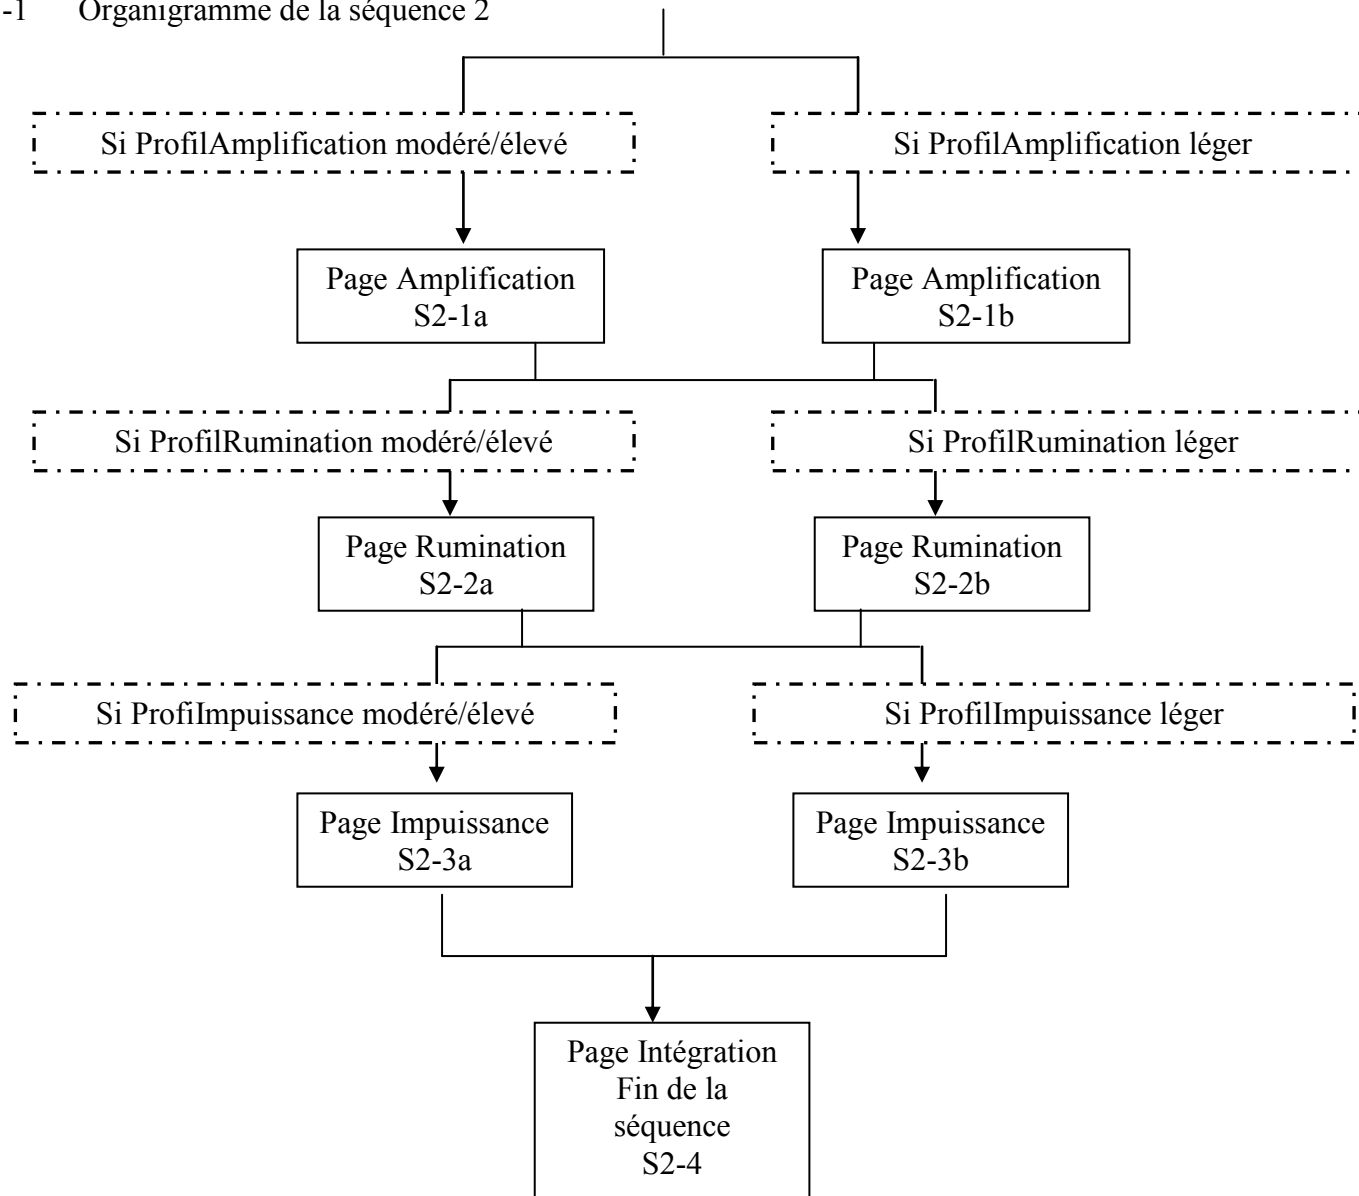 -1 Organigramme de la séquence 2
Si ProfilAmplification modéré/élevé
Si ProfilAmplification léger
Page Amplification
S2-1a
Page Amplification
S2-1b
Si ProfilRumination modéré/élevé
Si ProfilRumination léger
Page Rumination
S2-2a
Page Rumination
S2-2b
Si ProfiImpuissance modéré/élevé
Si ProfilImpuissance léger
Page Impuissance
S2-3a
Page Impuissance
S2-3b
Page Intégration
Fin de la
séquence
S2-4